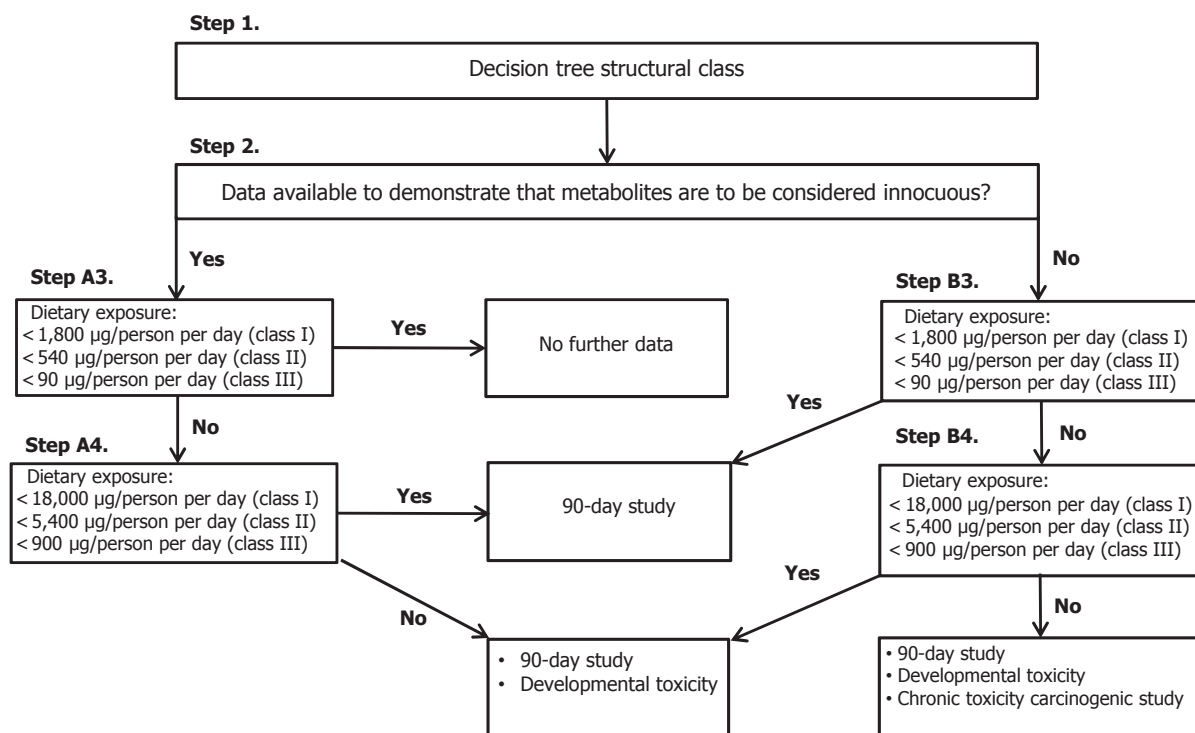 Step 1.
Decision tree structural class
Step 2.
Data available to demonstrate that metabolites are to be considered innocuous?
Yes
No
Step A3.
Dietary exposure:
< 1,800 µg/person per day (class I)
< 540 µg/person per day (class II)
< 90 µg/person per day (class III)
Yes
No further data
Step B3.
Dietary exposure:
< 1,800 µg/person per day (class I)
< 540 µg/person per day (class II)
< 90 µg/person per day (class III)
No
Yes
No
Step A4.
Dietary exposure:
< 18,000 µg/person per day (class I)
< 5,400 µg/person per day (class II)
< 900 µg/person per day (class III)
Yes
90-day study
Step B4.
Dietary exposure:
< 18,000 µg/person per day (class I)
< 5,400 µg/person per day (class II)
< 900 µg/person per day (class III)
No
Yes
No
• 90-day study
• Developmental toxicity
• 90-day study
• Developmental toxicity
• Chronic toxicity carcinogenic study